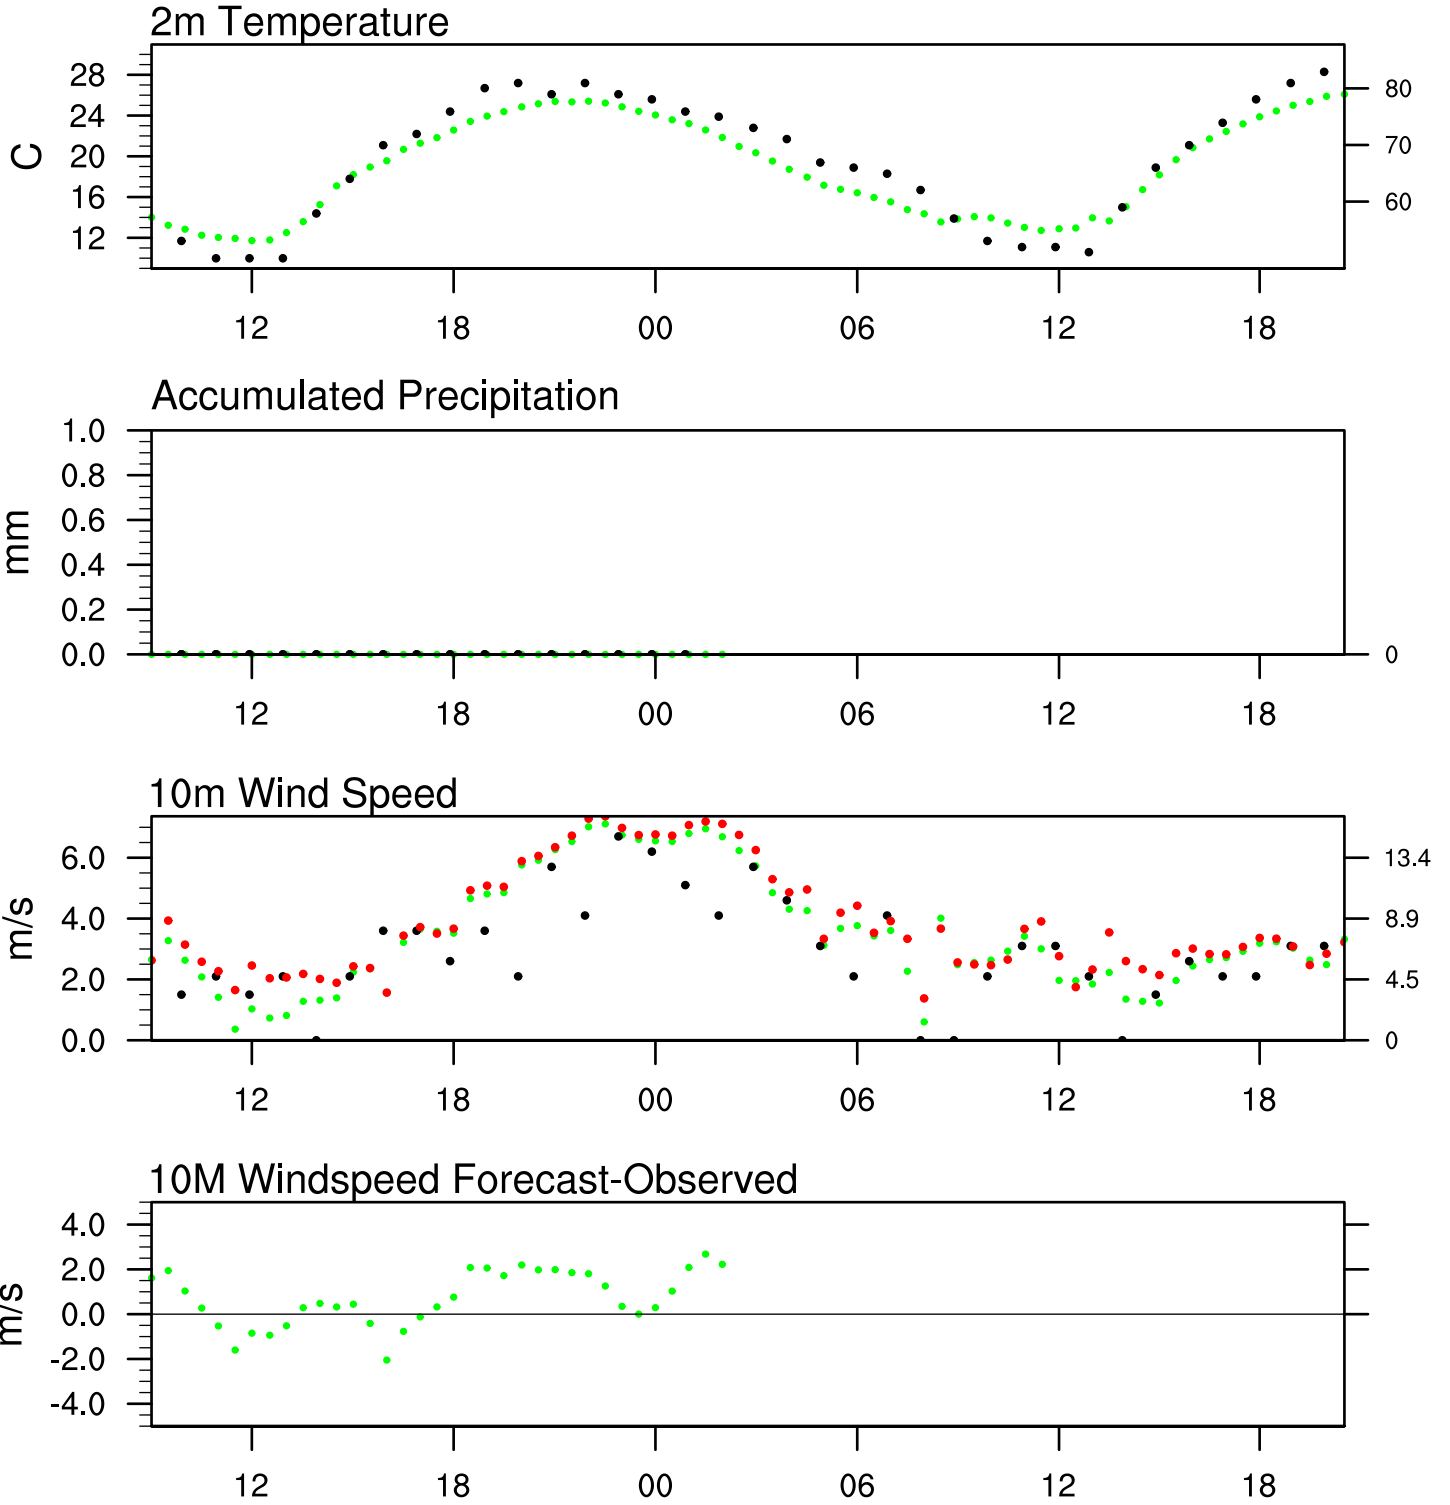 2m Temperature
28
24
20
16
12
C
80
70
60
12 18 00 06 12 18
Accumulated Precipitation
1.0
0.8
0.6
0.4
0.2
0.0
mm
0
12 18 00 06 12 18
10m Wind Speed
6.0
4.0
2.0
0.0
m/s
13.4
8.9
4.5
0
12 18 00 06 12 18
10M Windspeed Forecast-Observed
4.0
2.0
0.0
-2.0
-4.0
m/s
12 18 00 06 12 18